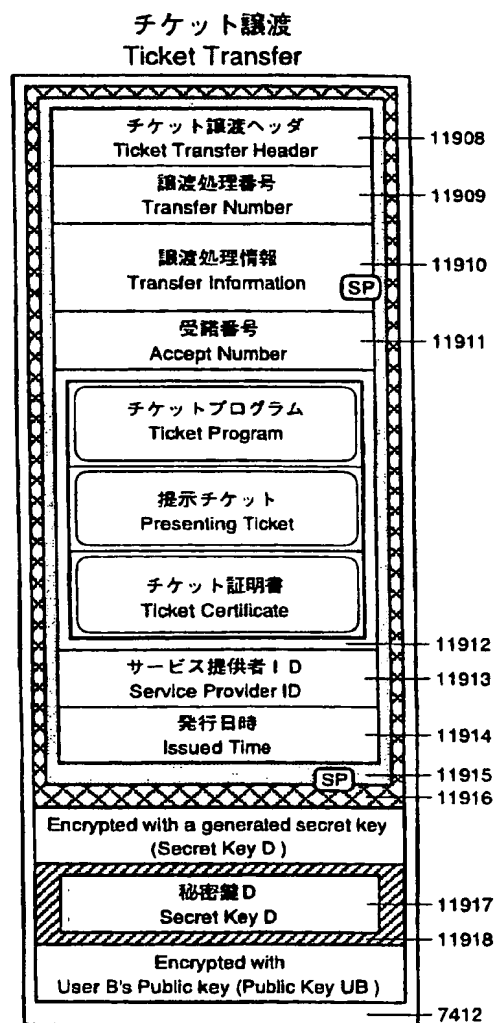 チケット譲渡
Ticket Transfer
チケット譲渡ヘッダ
Ticket Transfer Header
11908
譲渡処理番号
Transfer Number
11909
譲渡処理情報
Transfer Information
11910
SP
受諾番号
Accept Number
11911
チケットプログラム
Ticket Program
提示チケット
Presenting Ticket
チケット証明書
Ticket Certificate
11912
サービス提供者ID
Service Provider ID
11913
発行日時
Issued Time
11914
SP
11915
11916
Encrypted with a generated secret key
(Secret Key D )
秘密鍵D
Secret Key D
11917
11918
Encrypted with
User B's Public key (Public Key UB )
7412